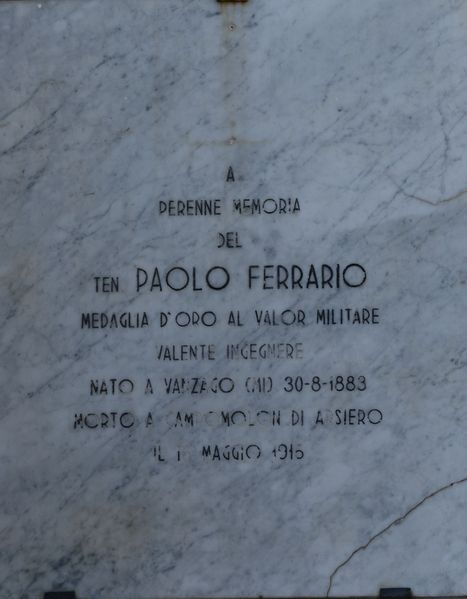 A
PERENNE MEMORIA
DEL
TEN PAOLO FERRARIO
MEDAGLIA D'ORO AL VALOR MILITARE
VALENTE INGEGNERE
NATO A VANZAGO (MI) 30-8-1883
MORTO A CAMPOMOLON DI ARSIERO
IL MAGGIO